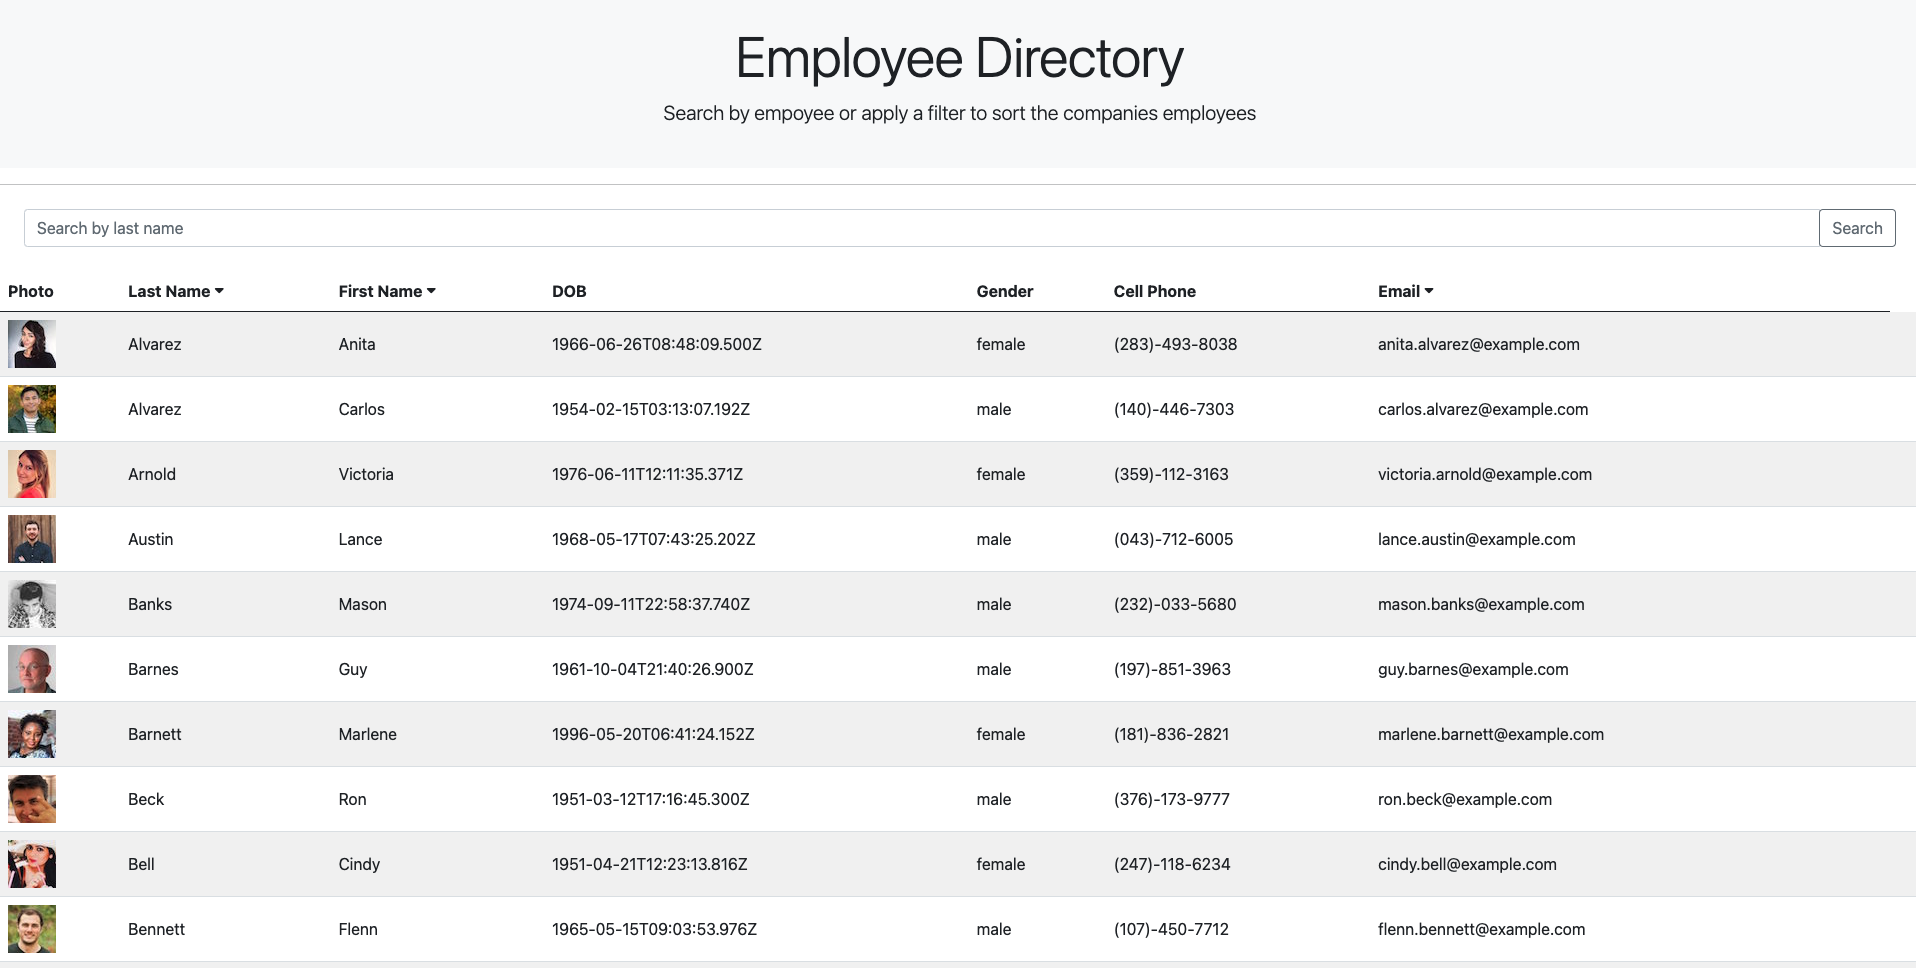 Employee Directory
Search by empoyee or apply a filter to sort the companies employees
Search by last name Search
Photo Last Name First Name DOB Gender Cell Phone Email
Alvarez Anita 1966-06-26T08:48:09.500Z female (283)-493-8038 anita.alvarez@example.com
Alvarez Carlos 1954-02-15T03:13:07.192Z male (140)-446-7303 carlos.alvarez@example.com
Arnold Victoria 1976-06-11T12:11:35.371Z female (359)-112-3163 victoria.arnold@example.com
Austin Lance 1968-05-17T07:43:25.202Z male (043)-712-6005 lance.austin@example.com
Banks Mason 1974-09-11T22:58:37.740Z male (232)-033-5680 mason.banks@example.com
Barnes Guy 1961-10-04T21:40:26.900Z male (197)-851-3963 guy.barnes@example.com
Barnett Marlene 1996-05-20T06:41:24.152Z female (181)-836-2821 marlene.barnett@example.com
Beck Ron 1951-03-12T17:16:45.300Z male (376)-173-9777 ron.beck@example.com
Bell Cindy 1951-04-21T12:23:13.816Z female (247)-118-6234 cindy.bell@example.com
Bennett Flenn 1965-05-15T09:03:53.976Z male (107)-450-7712 flenn.bennett@example.com